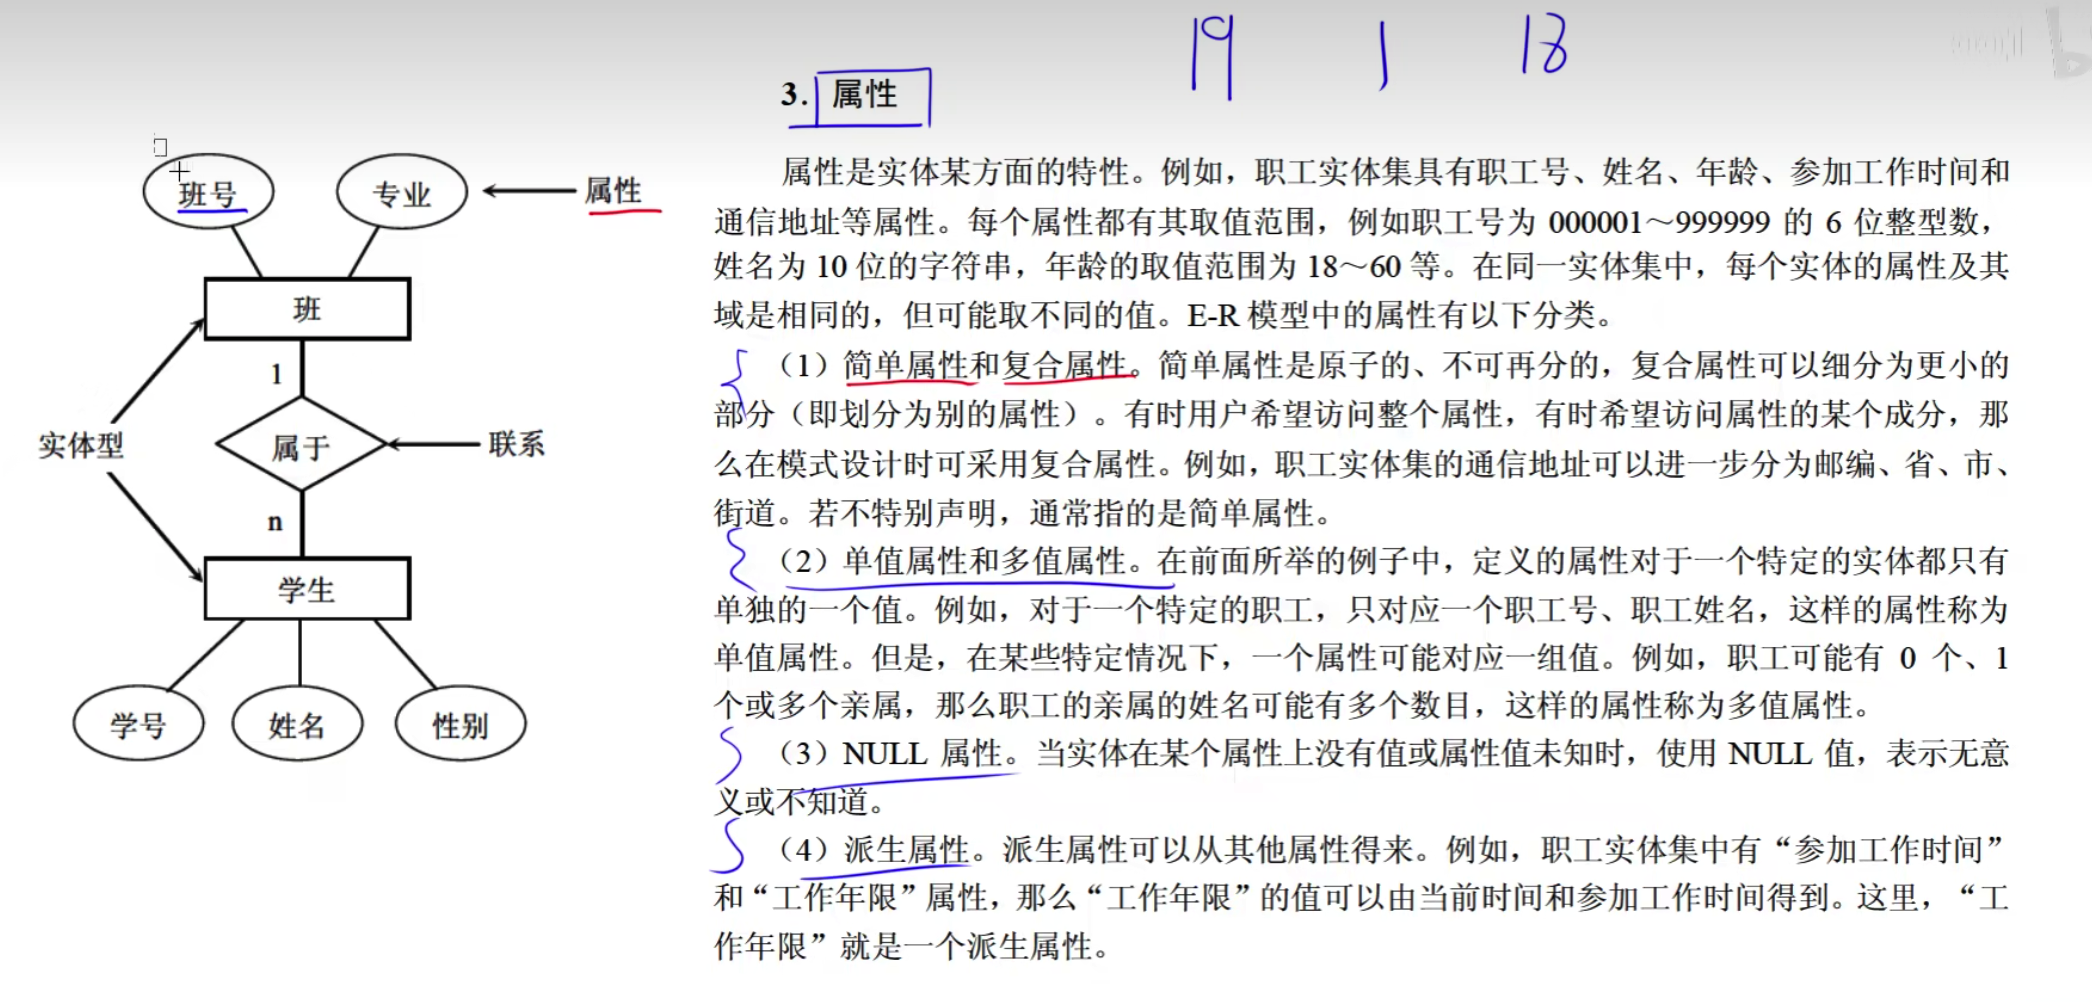 19 1 18
3. 属性
班号 专业 属性
班
1
实体型 属于 联系
n
学生
学号 姓名 性别
属性是实体某方面的特性。例如，职工实体集具有职工号、姓名、年龄、参加工作时间和
通信地址等属性。每个属性都有其取值范围，例如职工号为 000001～999999 的 6 位整型数，
姓名为 10 位的字符串，年龄的取值范围为 18～60 等。在同一实体集中，每个实体的属性及其
域是相同的，但可能取不同的值。E-R 模型中的属性有以下分类。
（1）简单属性和复合属性。简单属性是原子的、不可再分的，复合属性可以细分为更小的
部分（即划分为别的属性）。有时用户希望访问整个属性，有时希望访问属性的某个成分，那
么在模式设计时可采用复合属性。例如，职工实体集的通信地址可以进一步分为邮编、省、市、
街道。若不特别声明，通常指的是简单属性。
（2）单值属性和多值属性。在前面所举的例子中，定义的属性对于一个特定的实体都只有
单独的一个值。例如，对于一个特定的职工，只对应一个职工号、职工姓名，这样的属性称为
单值属性。但是，在某些特定情况下，一个属性可能对应一组值。例如，职工可能有 0 个、1
个或多个亲属，那么职工的亲属的姓名可能有多个数目，这样的属性称为多值属性。
（3）NULL 属性。当实体在某个属性上没有值或属性值未知时，使用 NULL 值，表示无意
义或不知道。
（4）派生属性。派生属性可以从其他属性得来。例如，职工实体集中有“参加工作时间”
和“工作年限”属性，那么“工作年限”的值可以由当前时间和参加工作时间得到。这里，“工
作年限”就是一个派生属性。